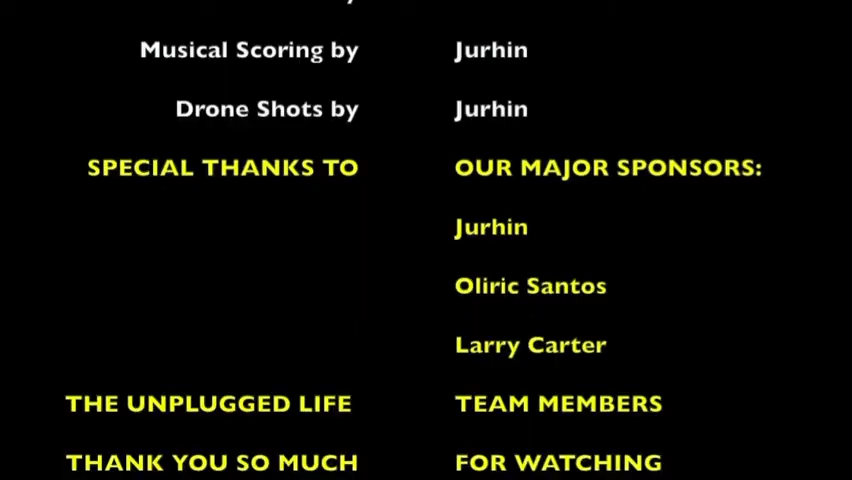 Musical Scoring by Jurhin
Drone Shots by Jurhin
SPECIAL THANKS TO OUR MAJOR SPONSORS:
Jurhin
Oliric Santos
Larry Carter
THE UNPLUGGED LIFE TEAM MEMBERS
THANK YOU SO MUCH FOR WATCHING